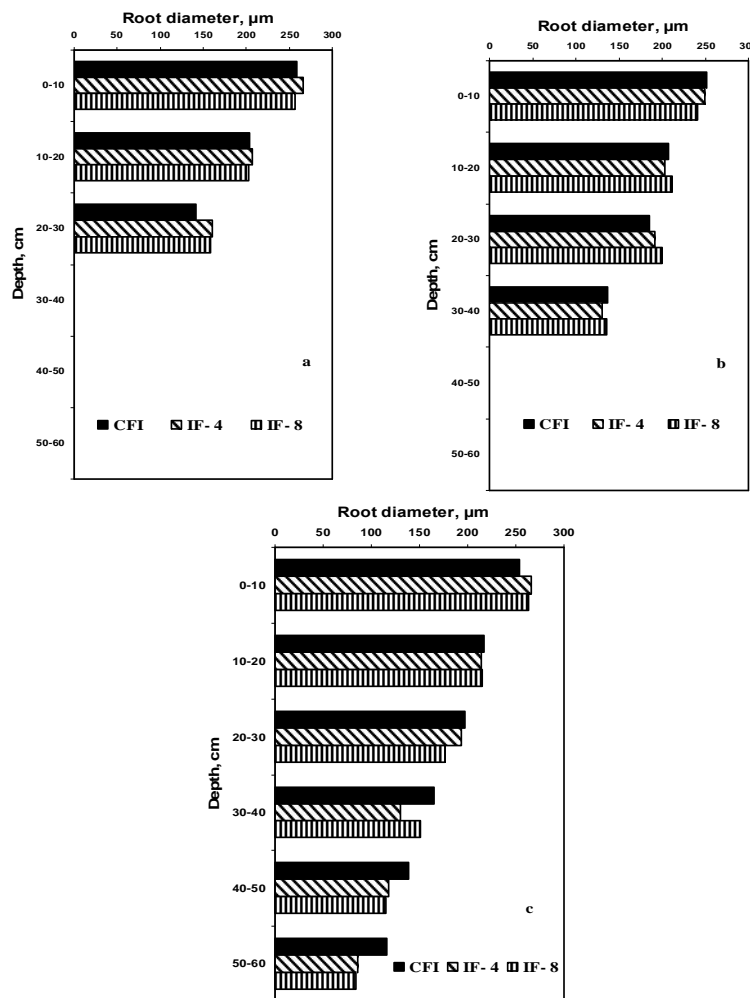 Root diameter, µm
0 50 100 150 200 250 300
0-10
10-20
20-30
30-40
40-50
50-60
Depth, cm
a
CFI IF- 4 IF- 8
Root diameter, µm
0 50 100 150 200 250 300
0-10
10-20
20-30
30-40
40-50
50-60
Depth, cm
b
CFI IF- 4 IF- 8
Root diameter, µm
0 50 100 150 200 250 300
0-10
10-20
20-30
30-40
40-50
50-60
Depth, cm
c
CFI IF- 4 IF- 8